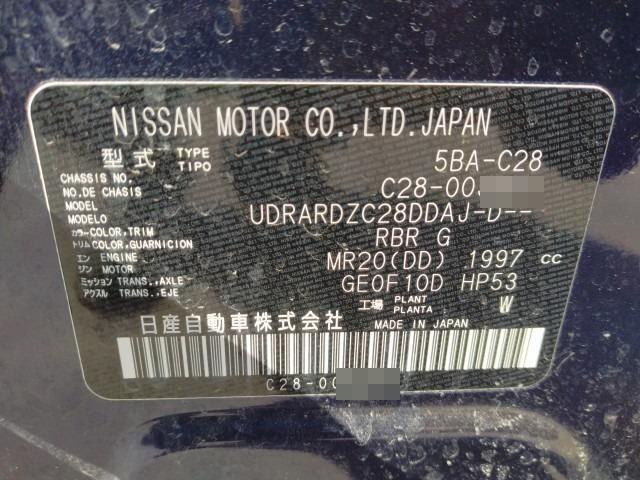 NISSAN MOTOR CO.,LTD.JAPAN
型式 TYPE TIPO 5BA-C28
CHASSIS NO. NO.DE CHASIS C28-00
MODEL MODELO UDRARDZC28DDAJ-D--
カラー COLOR,TRIM トリム COLOR,GUARNICION RBR G
エンジン ENGINE MOTOR MR20(DD) 1997 cc
ミッション TRANS.,AXLE アクスル TRANS.,EJE GE0F10D HP53
工場 PLANT PLANTA W
日産自動車株式会社 MADE IN JAPAN
C28-00